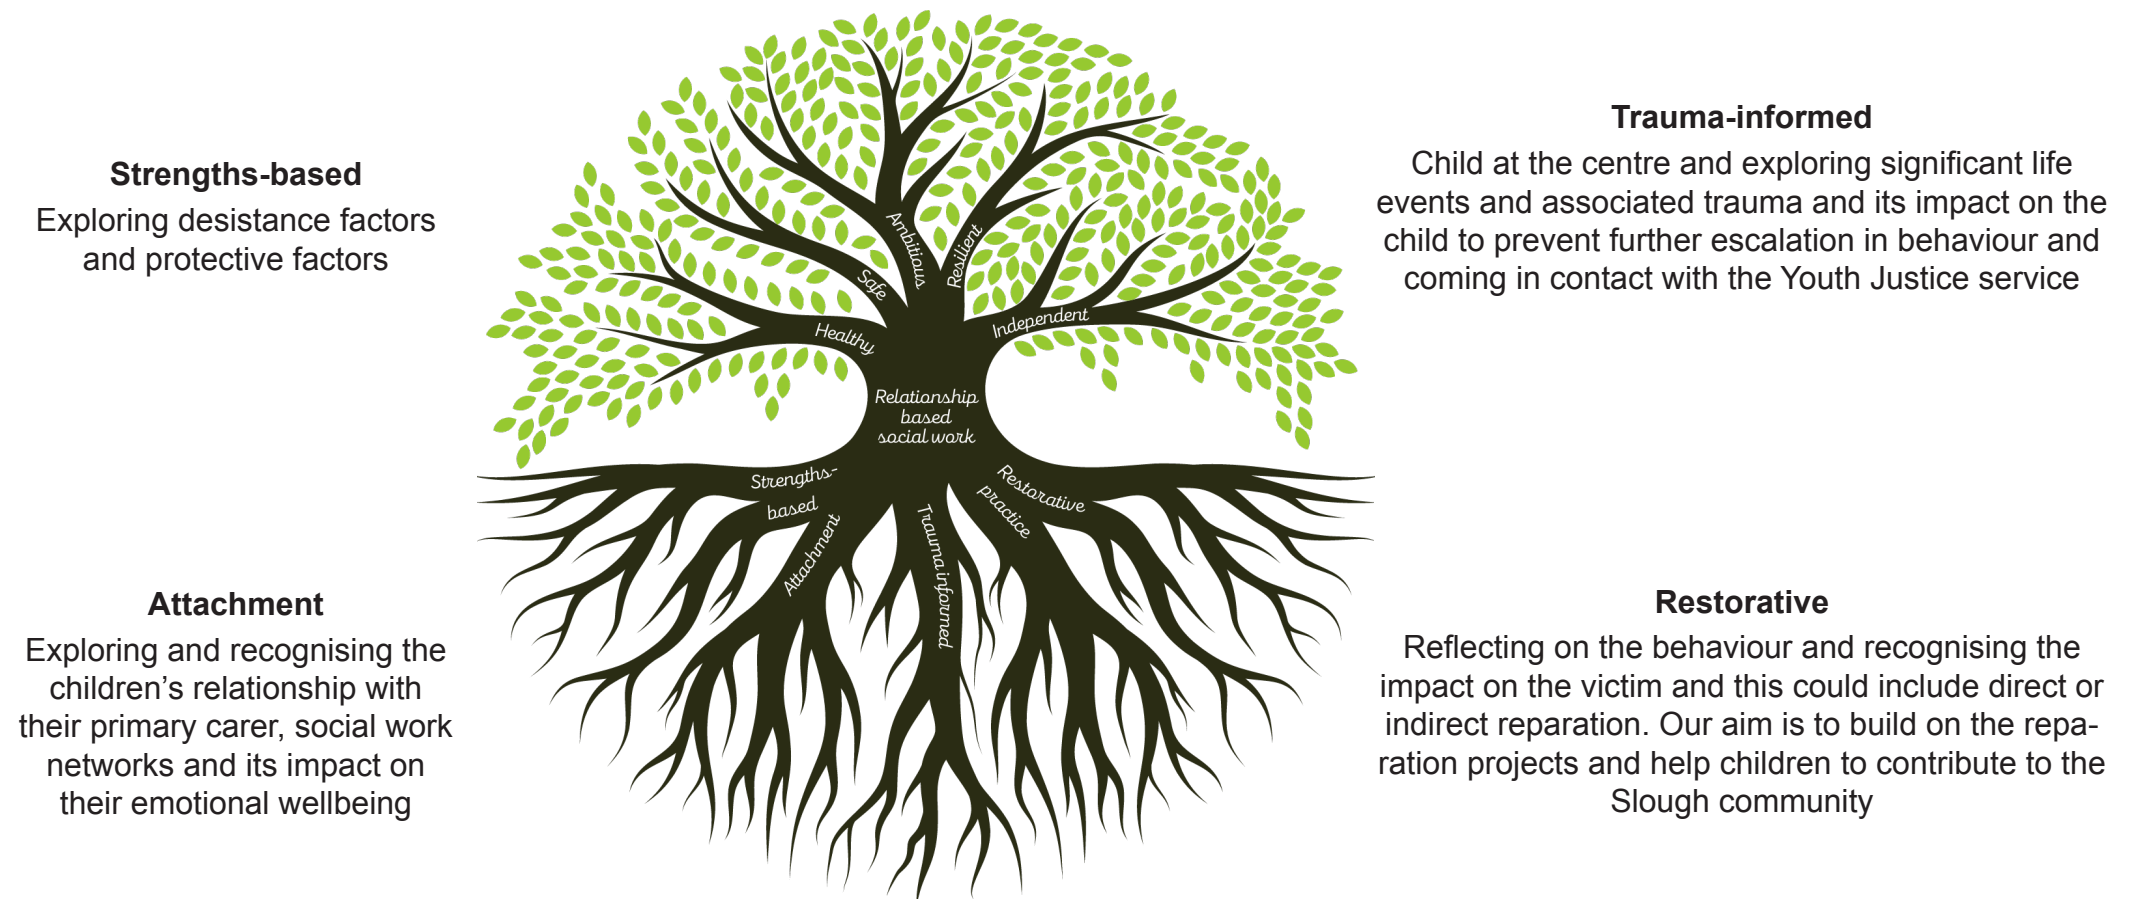 Strengths-based
Exploring desistance factors
and protective factors
Attachment
Exploring and recognising the
children’s relationship with
their primary carer, social work
networks and its impact on
their emotional wellbeing
Healthy
Safe
Ambitious
Resilient
Independent
Relationship
based
social work
Strengths-
based
Attachment
Trauma informed
Restorative
practice
Trauma-informed
Child at the centre and exploring significant life
events and associated trauma and its impact on the
child to prevent further escalation in behaviour and
coming in contact with the Youth Justice service
Restorative
Reflecting on the behaviour and recognising the
impact on the victim and this could include direct or
indirect reparation. Our aim is to build on the repa-
ration projects and help children to contribute to the
Slough community